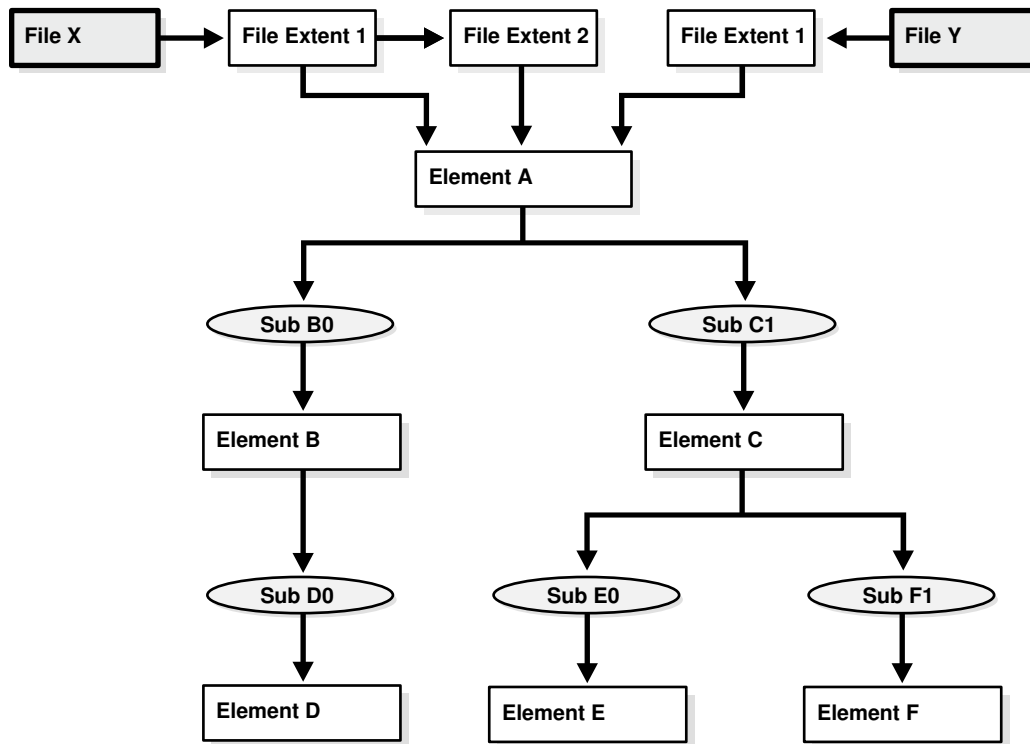 File X
File Extent 1
File Extent 2
File Extent 1
File Y
Element A
Sub B0
Sub C1
Element B
Element C
Sub D0
Sub E0
Sub F1
Element D
Element E
Element F